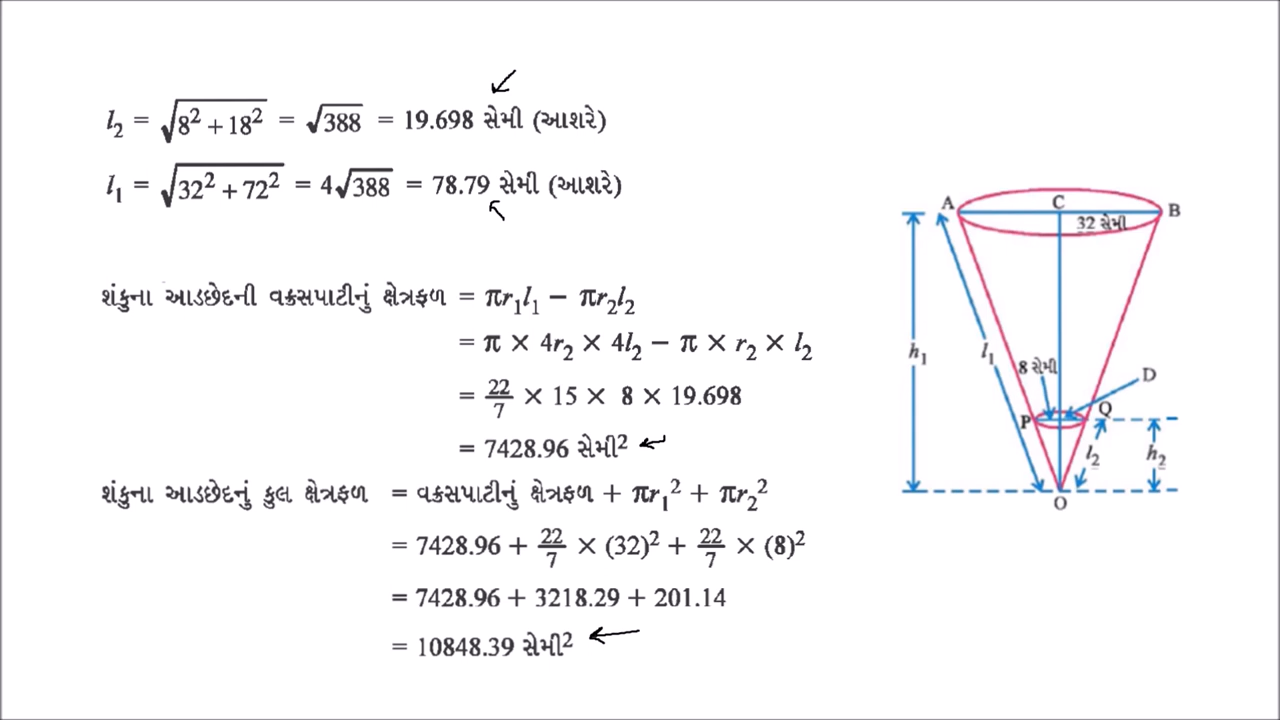 l₂ = √(8² + 18²) = √388 = 19.698 સેમી (આશરે)
l₁ = √(32² + 72²) = 4√388 = 78.79 સેમી (આશરે)
શંકુના આડછેદની વક્રસપાટીનું ક્ષેત્રફળ = πr₁l₁ − πr₂l₂
= π × 4r₂ × 4l₂ − π × r₂ × l₂
= 22/7 × 15 × 8 × 19.698
= 7428.96 સેમી²
શંકુના આડછેદનું કુલ ક્ષેત્રફળ = વક્રસપાટીનું ક્ષેત્રફળ + πr₁² + πr₂²
= 7428.96 + 22/7 × (32)² + 22/7 × (8)²
= 7428.96 + 3218.29 + 201.14
= 10848.39 સેમી²
A C B
32 સેમી
h₁ l₁ 8 સેમી D
P Q
l₂ h₂
O